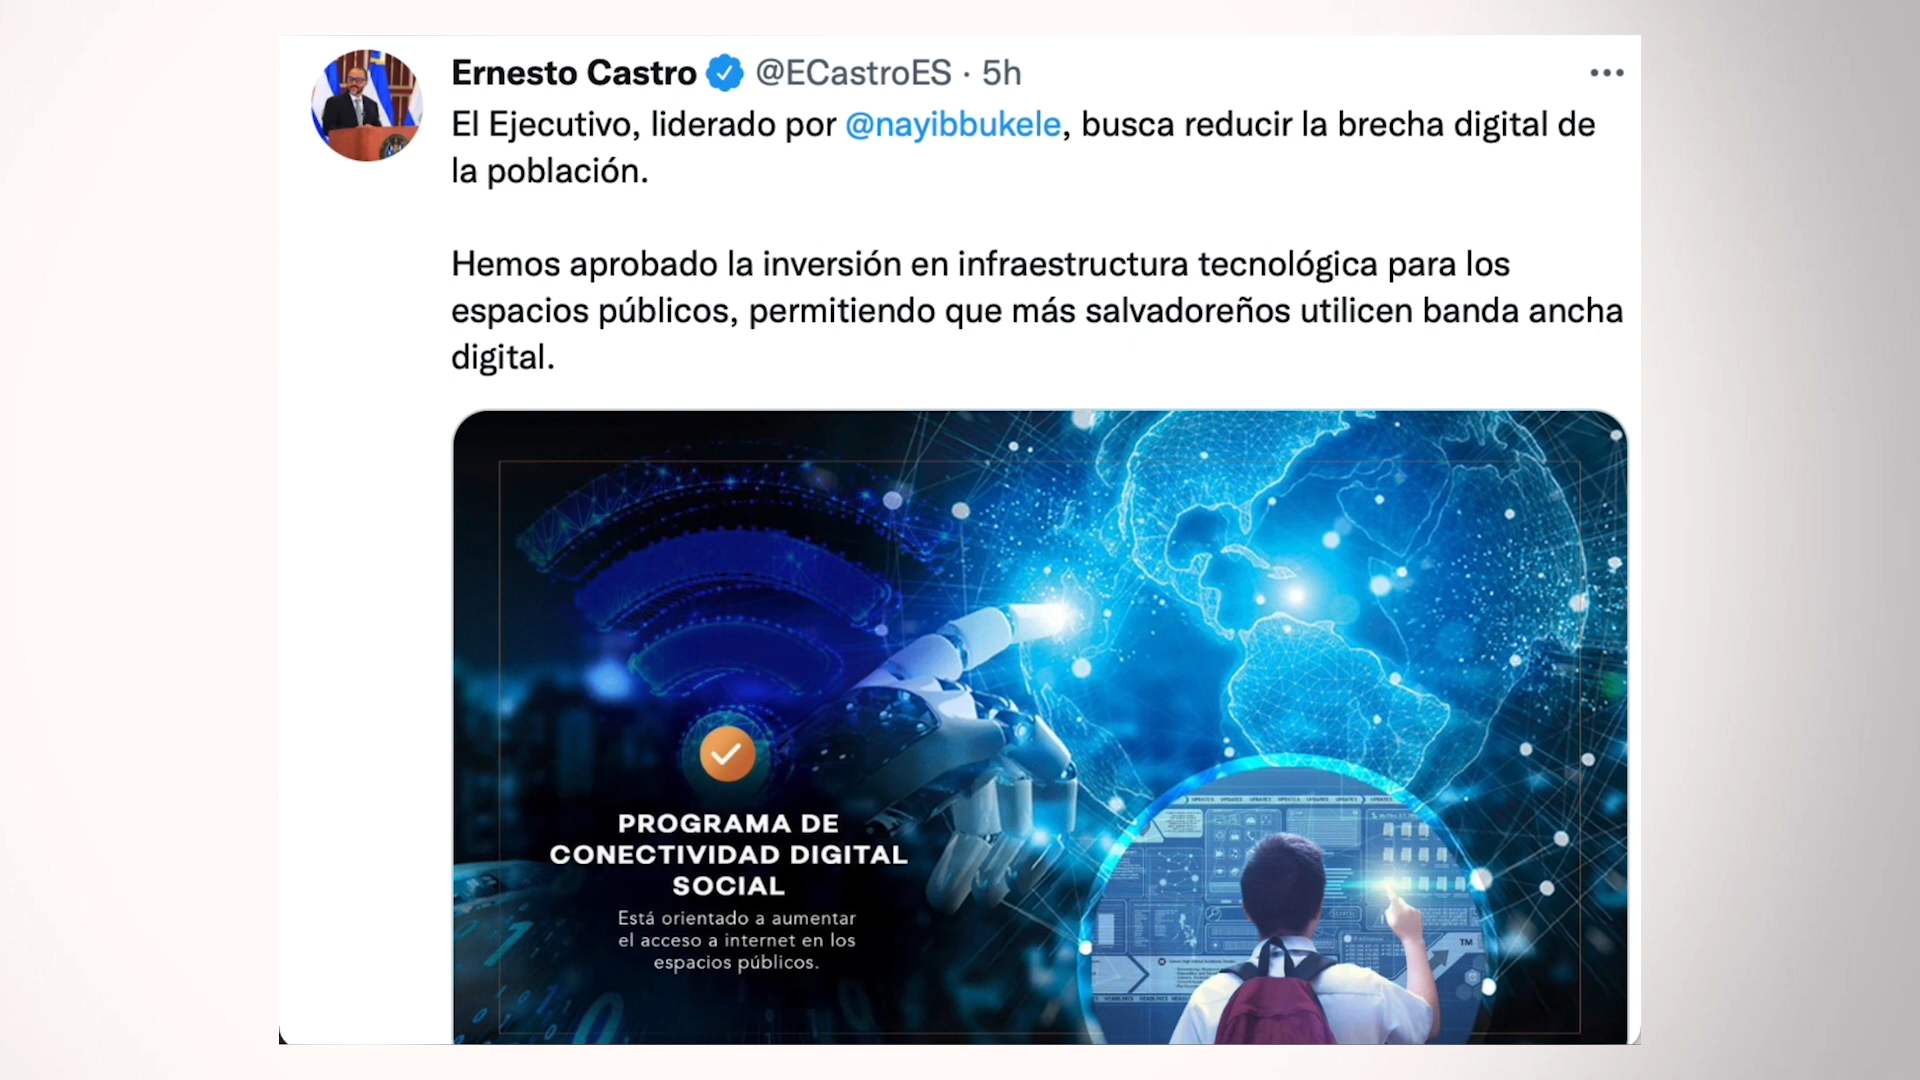 Ernesto Castro @ECastroES · 5h
El Ejecutivo, liderado por @nayibbukele, busca reducir la brecha digital de
la población.
Hemos aprobado la inversión en infraestructura tecnológica para los
espacios públicos, permitiendo que más salvadoreños utilicen banda ancha
digital.
PROGRAMA DE
CONECTIVIDAD DIGITAL
SOCIAL
Está orientado a aumentar
el acceso a internet en los
espacios públicos.
TM